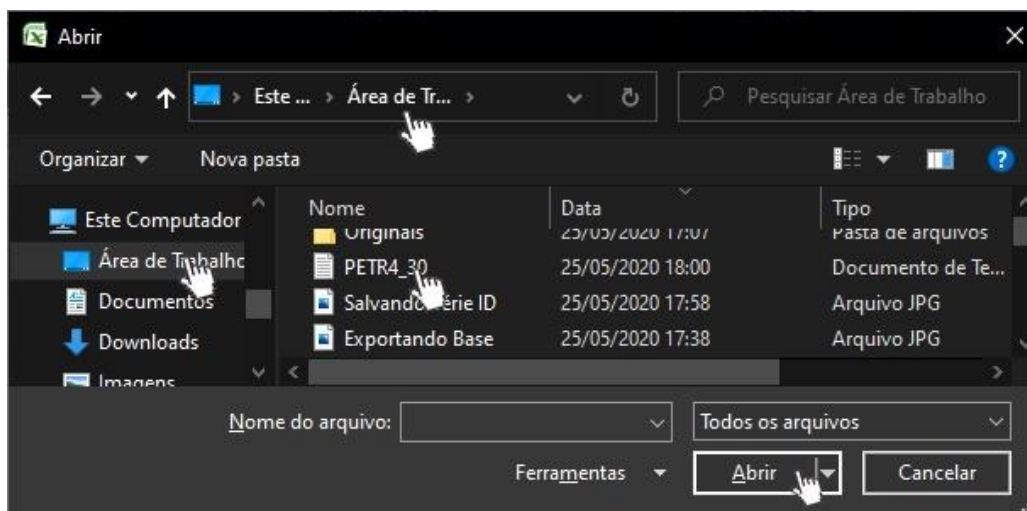 Abrir
Este ... Área de Tr... Pesquisar Área de Trabalho
Organizar Nova pasta
Nome Data Tipo
Este Computador
Originais 25/05/2020 17:07 Pasta de arquivos
Área de Trabalho PETR4_30 25/05/2020 18:00 Documento de Te...
Documentos Salvando Série ID 25/05/2020 17:58 Arquivo JPG
Downloads Exportando Base 25/05/2020 17:38 Arquivo JPG
Imagens
Nome do arquivo: Todos os arquivos
Ferramentas Abrir Cancelar